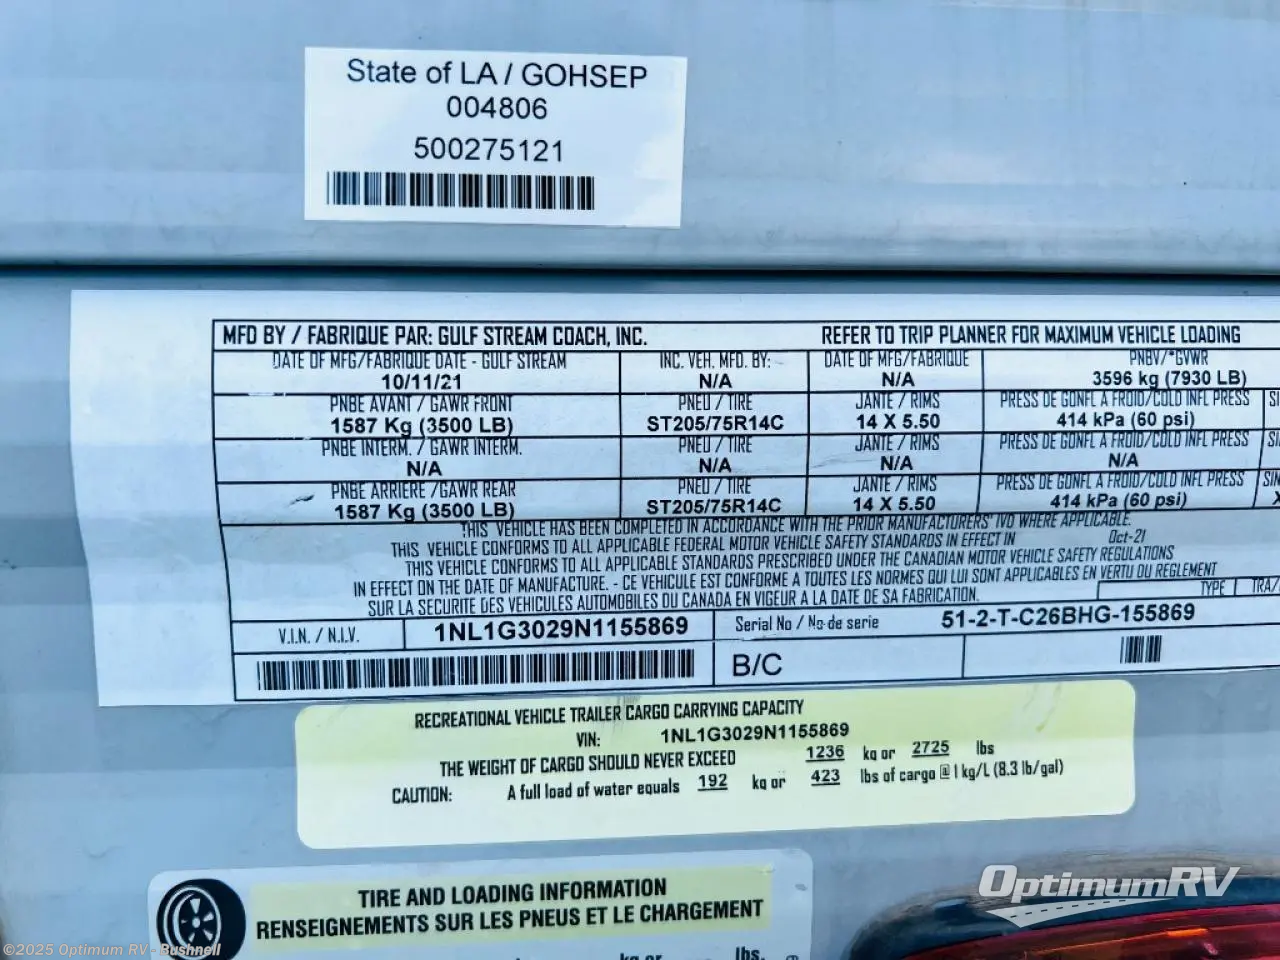 State of LA / GOHSEP
004806
500275121
MFD BY / FABRIQUE PAR: GULF STREAM COACH, INC. REFER TO TRIP PLANNER FOR MAXIMUM VEHICLE LOADING
DATE OF MFG/FABRIQUE DATE - GULF STREAM INC. VEH. MFD. BY: DATE OF MFG/FABRIQUE PNBV/*GVWR
10/11/21 N/A N/A 3596 kg (7930 LB)
PNBE AVANT / GAWR FRONT PNEU / TIRE JANTE / RIMS PRESS DE GONFL A FROID/COLD INFL PRESS
1587 Kg (3500 LB) ST205/75R14C 14 X 5.50 414 kPa (60 psi)
PNBE INTERM. / GAWR INTERM. PNEU / TIRE JANTE / RIMS PRESS DE GONFL A FROID/COLD INFL PRESS
N/A N/A N/A N/A
PNBE ARRIERE /GAWR REAR PNEU / TIRE JANTE / RIMS PRESS DE GONFL A FROID/COLD INFL PRESS
1587 Kg (3500 LB) ST205/75R14C 14 X 5.50 414 kPa (60 psi)
THIS VEHICLE HAS BEEN COMPLETED IN ACCORDANCE WITH THE PRIOR MANUFACTURERS' IVD WHERE APPLICABLE.
THIS VEHICLE CONFORMS TO ALL APPLICABLE FEDERAL MOTOR VEHICLE SAFETY STANDARDS IN EFFECT IN Oct-21
THIS VEHICLE CONFORMS TO ALL APPLICABLE STANDARDS PRESCRIBED UNDER THE CANADIAN MOTOR VEHICLE SAFETY REGULATIONS
IN EFFECT ON THE DATE OF MANUFACTURE. - CE VEHICULE EST CONFORME A TOUTES LES NORMES QUI LUI SONT APPLICABLES EN VERTU DU REGLEMENT
SUR LA SECURITE DES VEHICULES AUTOMOBILES DU CANADA EN VIGEUR A LA DATE DE SA FABRICATION. TYPE TRA/
V.I.N. / N.I.V. 1NL1G3029N1155869 Serial No / No de serie 51-2-T-C26BHG-155869
B/C
RECREATIONAL VEHICLE TRAILER CARGO CARRYING CAPACITY
VIN: 1NL1G3029N1155869
THE WEIGHT OF CARGO SHOULD NEVER EXCEED 1236 kg or 2725 lbs
CAUTION: A full load of water equals 192 kg or 423 lbs of cargo @ 1 kg/L (8.3 lb/gal)
TIRE AND LOADING INFORMATION
RENSEIGNEMENTS SUR LES PNEUS ET LE CHARGEMENT
kg or lbs.
OptimumRV
©2025 Optimum RV - Bushnell